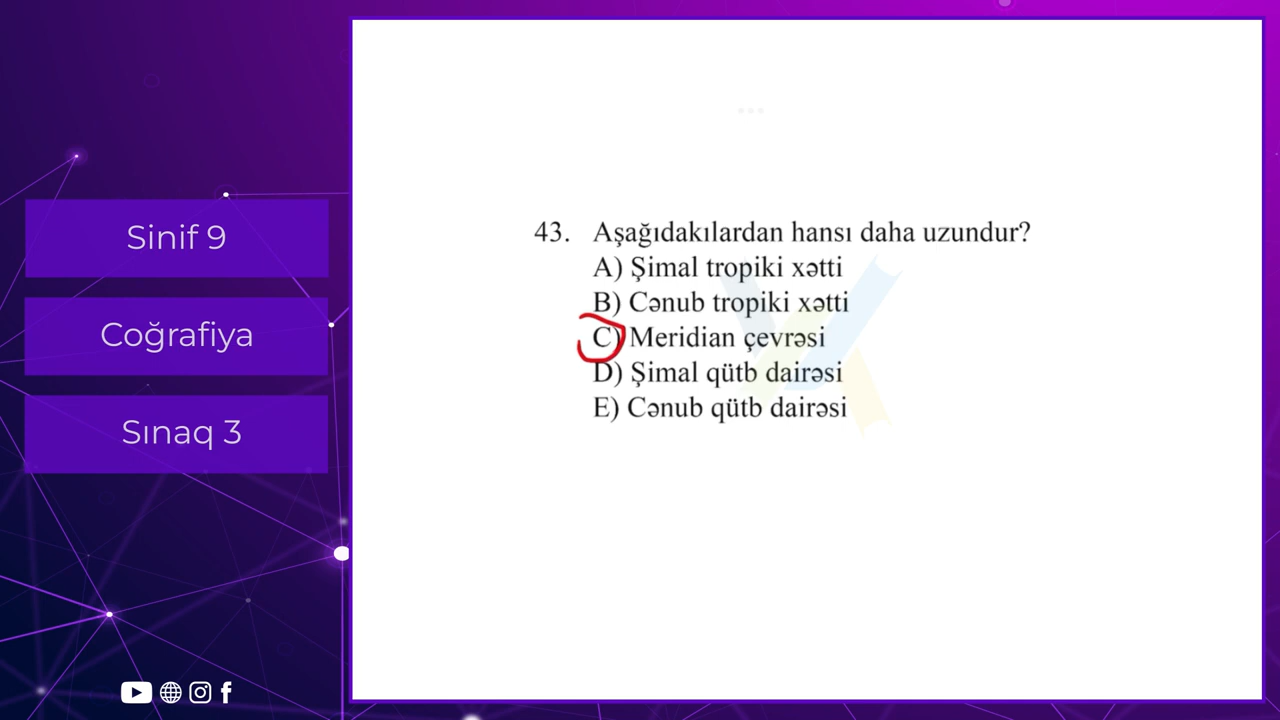 Sinif 9
Coğrafiya
Sınaq 3
43. Aşağıdakılardan hansı daha uzundur?
A) Şimal tropiki xətti
B) Cənub tropiki xətti
C) Meridian çevrəsi
D) Şimal qütb dairəsi
E) Cənub qütb dairəsi